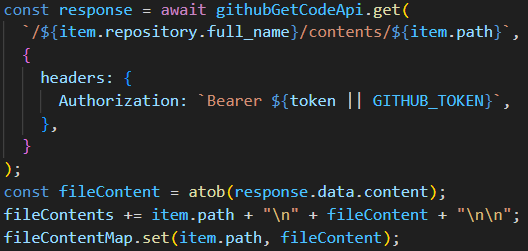 const response = await githubGetCodeApi.get(
`/${item.repository.full_name}/contents/${item.path}`,
{
headers: {
Authorization: `Bearer ${token || GITHUB_TOKEN}`,
},
}
);
const fileContent = atob(response.data.content);
fileContents += item.path + "\n" + fileContent + "\n\n";
fileContentMap.set(item.path, fileContent);